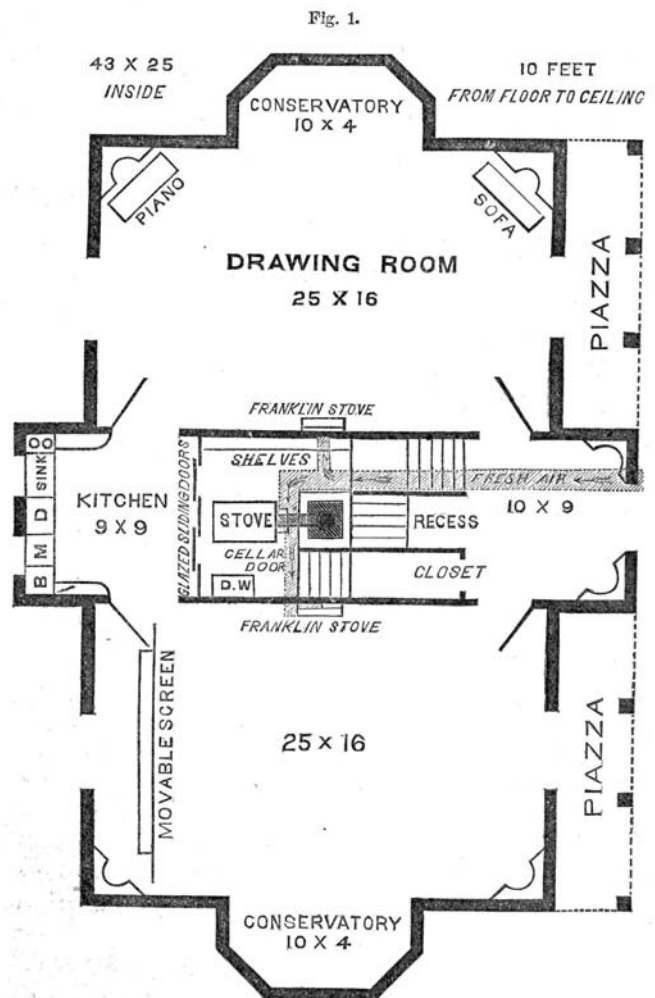 Fig. 1.
43 X 25
INSIDE
10 FEET
FROM FLOOR TO CEILING
CONSERVATORY
10 X 4
PIANO
SOFA
DRAWING ROOM
25 X 16
PIAZZA
FRANKLIN STOVE
SHELVES
FRESH AIR
SINK
D
M
B
KITCHEN
9 X 9
GLAZED SLIDING DOORS
STOVE
RECESS
10 X 9
CELLAR
DOOR
CLOSET
D.W
FRANKLIN STOVE
MOVABLE SCREEN
25 X 16
PIAZZA
CONSERVATORY
10 X 4